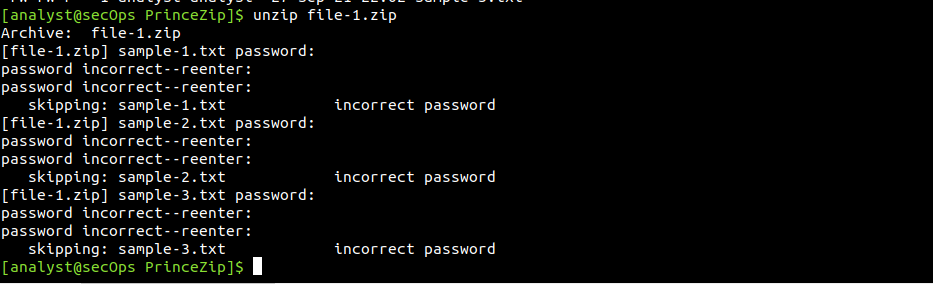 [analyst@secOps PrinceZip]$ unzip file-1.zip
Archive:  file-1.zip
[file-1.zip] sample-1.txt password:
password incorrect--reenter:
password incorrect--reenter:
   skipping: sample-1.txt            incorrect password
[file-1.zip] sample-2.txt password:
password incorrect--reenter:
password incorrect--reenter:
   skipping: sample-2.txt            incorrect password
[file-1.zip] sample-3.txt password:
password incorrect--reenter:
password incorrect--reenter:
   skipping: sample-3.txt            incorrect password
[analyst@secOps PrinceZip]$